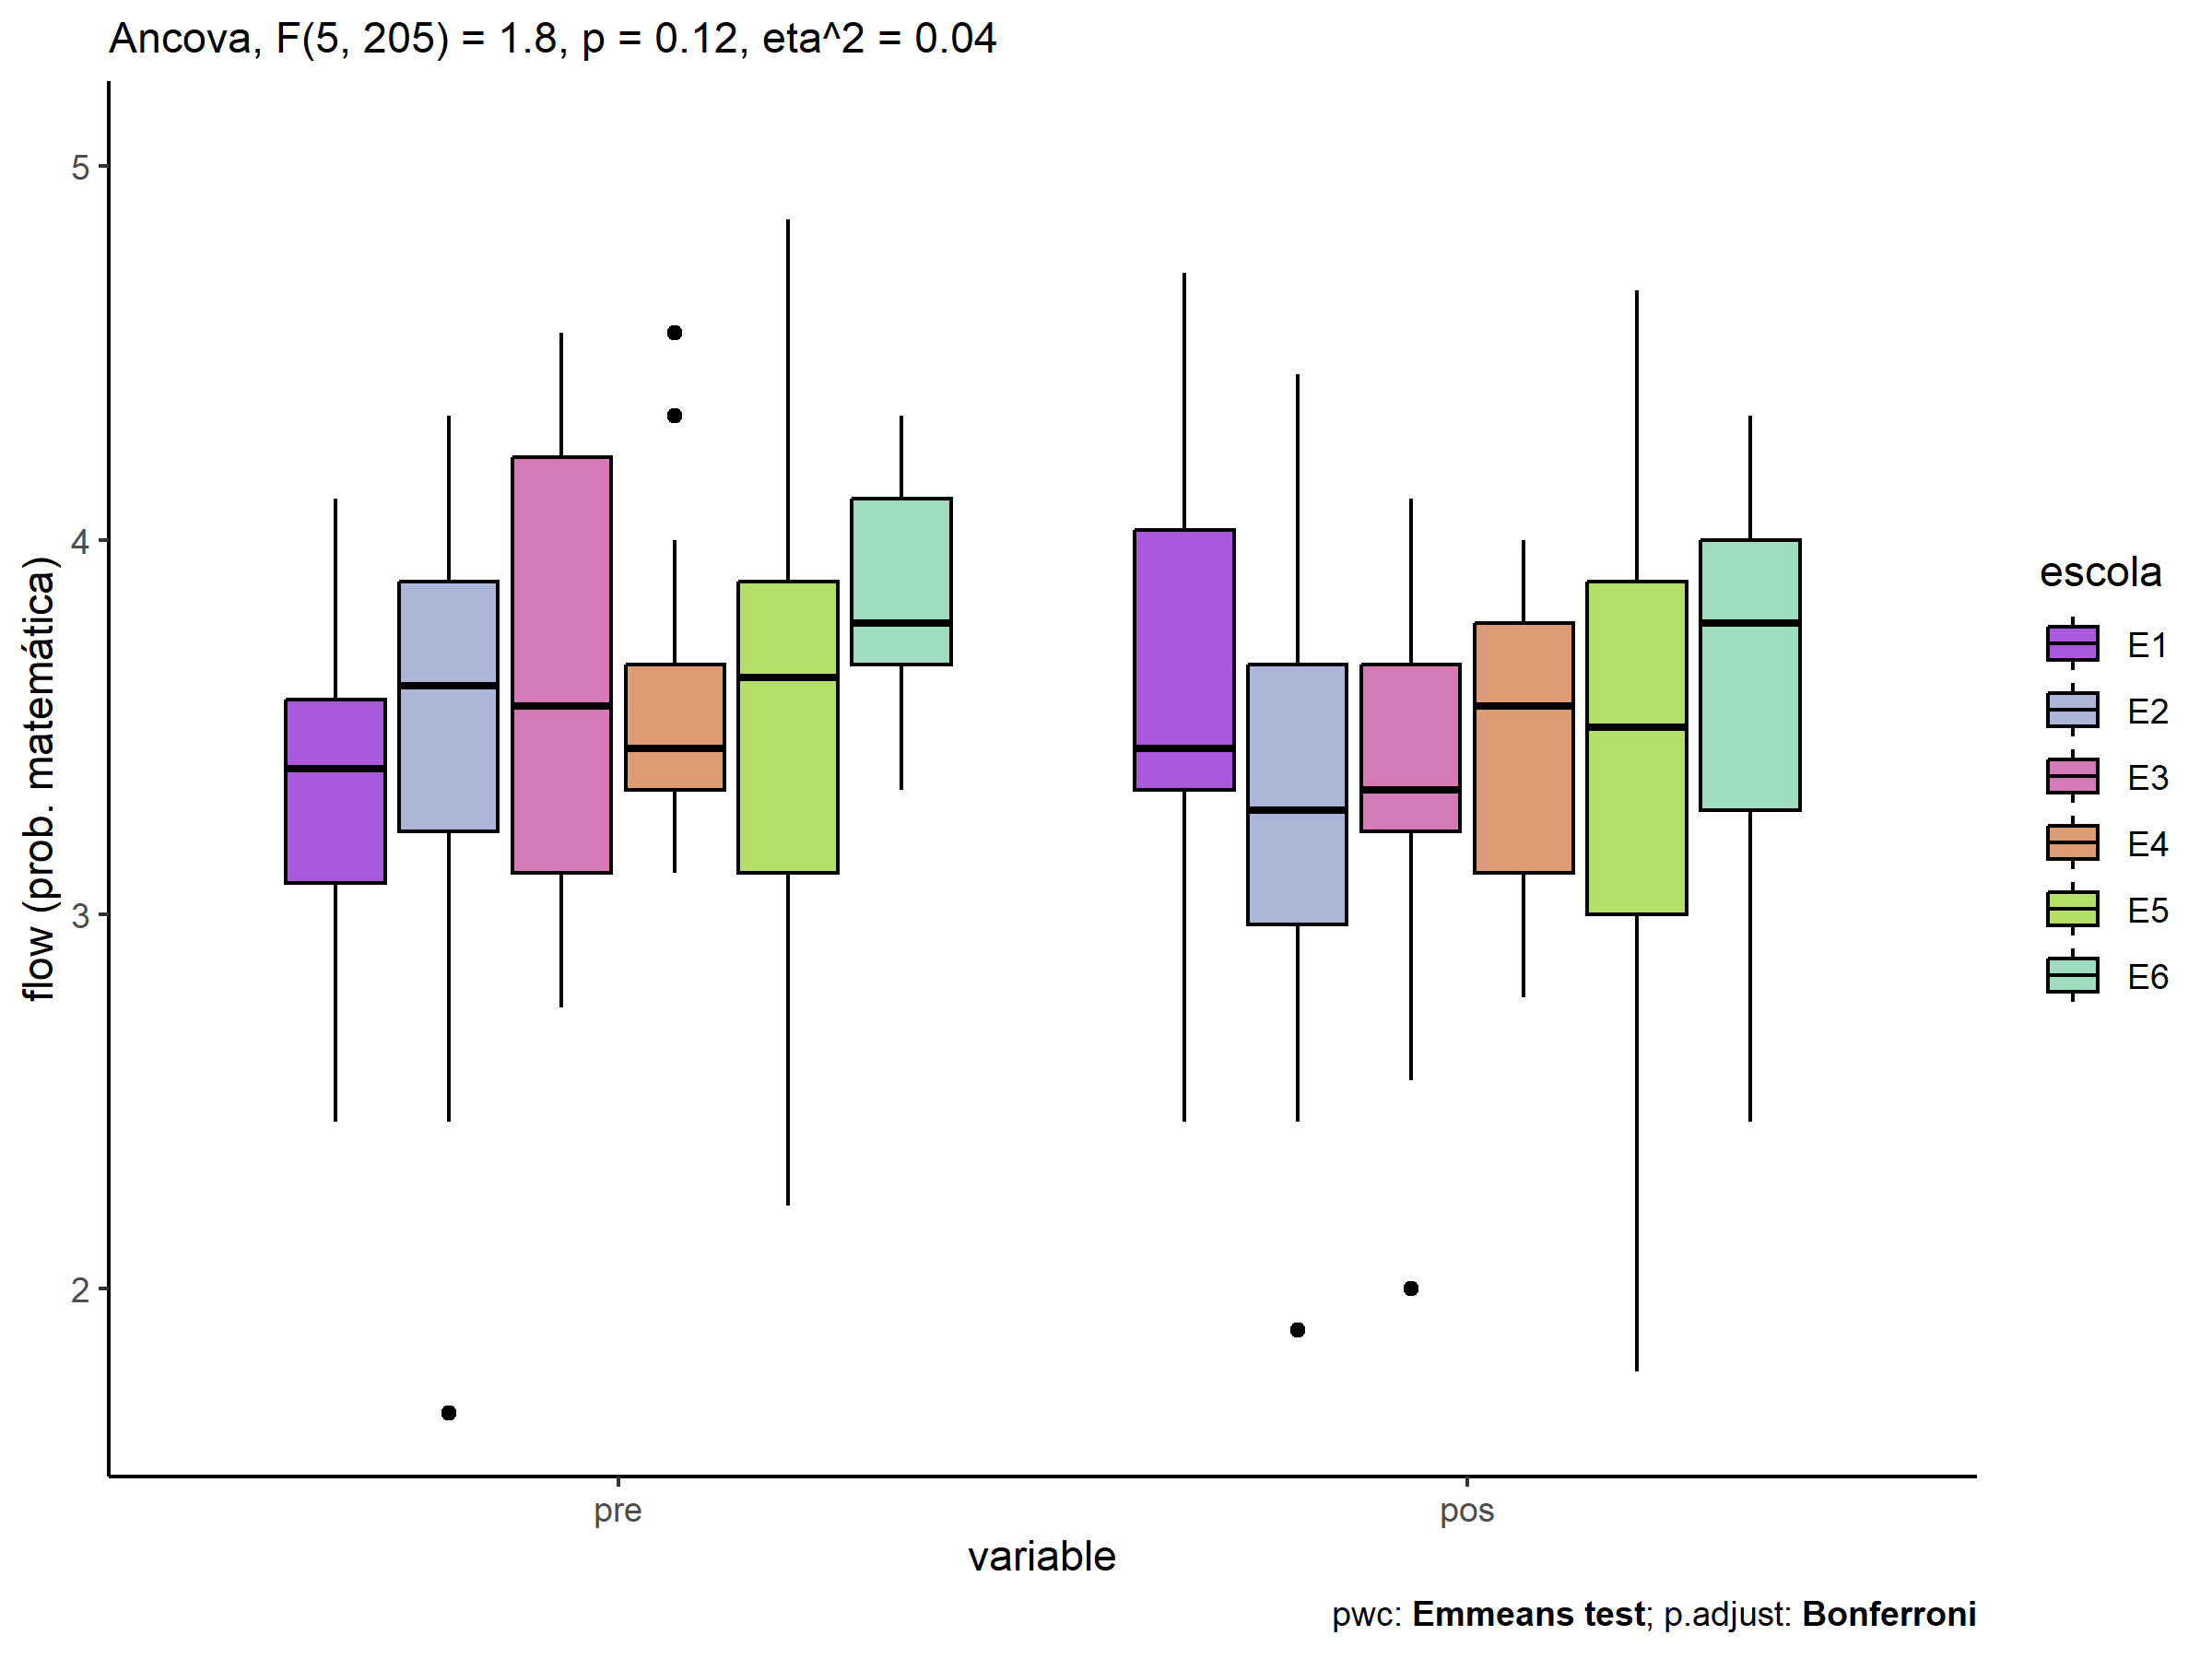 Ancova, F(5, 205) = 1.8, p = 0.12, eta^2 = 0.04
flow (prob. matemática)
5
4
3
2
pre
pos
variable
escola
E1
E2
E3
E4
E5
E6
pwc: Emmeans test; p.adjust: Bonferroni